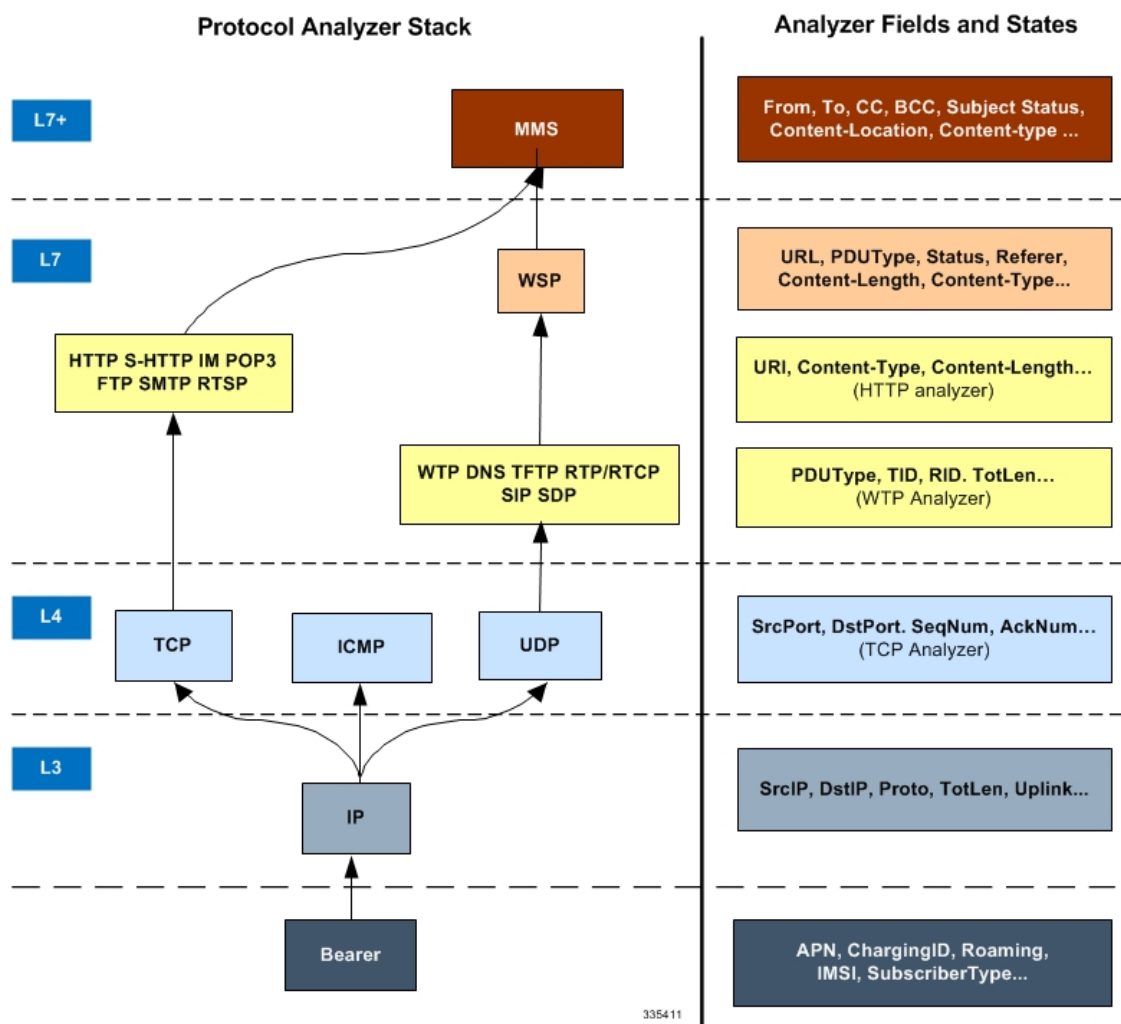 Protocol Analyzer Stack
Analyzer Fields and States
L7+
MMS
From, To, CC, BCC, Subject Status,
Content-Location, Content-type ...
L7
WSP
URL, PDUType, Status, Referer,
Content-Length, Content-Type...
HTTP S-HTTP IM POP3
FTP SMTP RTSP
URI, Content-Type, Content-Length...
(HTTP analyzer)
WTP DNS TFTP RTP/RTCP
SIP SDP
PDUType, TID, RID. TotLen...
(WTP Analyzer)
L4
TCP
ICMP
UDP
SrcPort, DstPort. SeqNum, AckNum...
(TCP Analyzer)
L3
IP
SrcIP, DstIP, Proto, TotLen, Uplink...
Bearer
APN, ChargingID, Roaming,
IMSI, SubscriberType...
335411